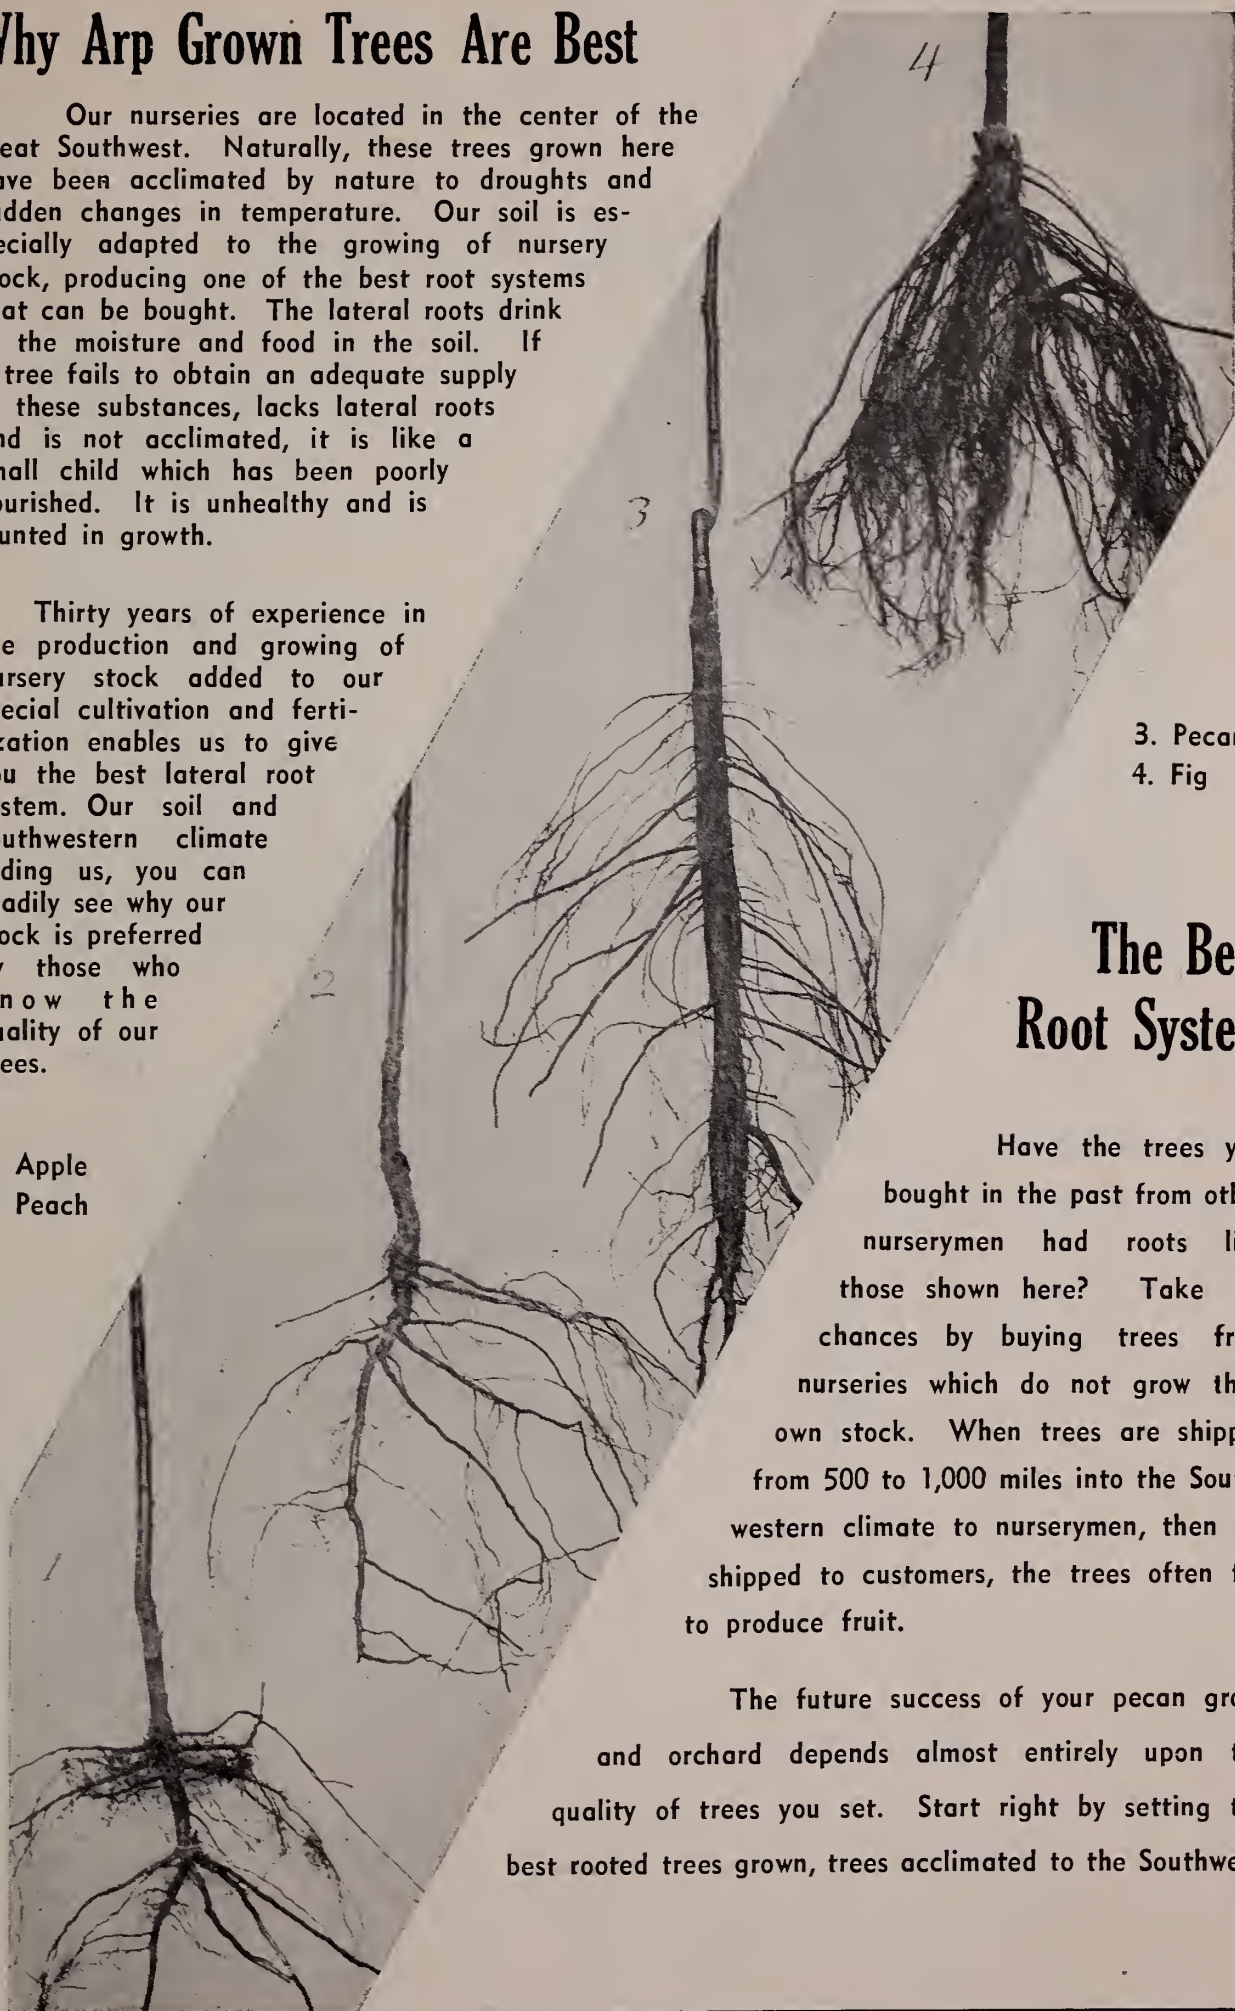 hy Arp Grown Trees Are Best
Our nurseries are located in the center of the
eat Southwest. Naturally, these trees grown here
ve been acclimated by nature to droughts and
dden changes in temperature. Our soil is es-
ecially adapted to the growing of nursery
ock, producing one of the best root systems
at can be bought. The lateral roots drink
the moisture and food in the soil. If
tree fails to obtain an adequate supply
these substances, lacks lateral roots
nd is not acclimated, it is like a
mall child which has been poorly
ourished. It is unhealthy and is
unted in growth.
Thirty years of experience in
e production and growing of
ursery stock added to our
ecial cultivation and ferti-
zation enables us to give
u the best lateral root
stem. Our soil and
uthwestern climate
ding us, you can
adily see why our
ock is preferred
y those who
now the
uality of our
ees.
Apple
Peach
1
2
3
4
3. Pecan
4. Fig
The Be
Root Syste
Have the trees y
bought in the past from oth
nurserymen had roots li
those shown here? Take
chances by buying trees fr
nurseries which do not grow th
own stock. When trees are shipp
from 500 to 1,000 miles into the Sou
western climate to nurserymen, then
shipped to customers, the trees often f
to produce fruit.
The future success of your pecan gro
and orchard depends almost entirely upon t
quality of trees you set. Start right by setting t
best rooted trees grown, trees acclimated to the Southwe